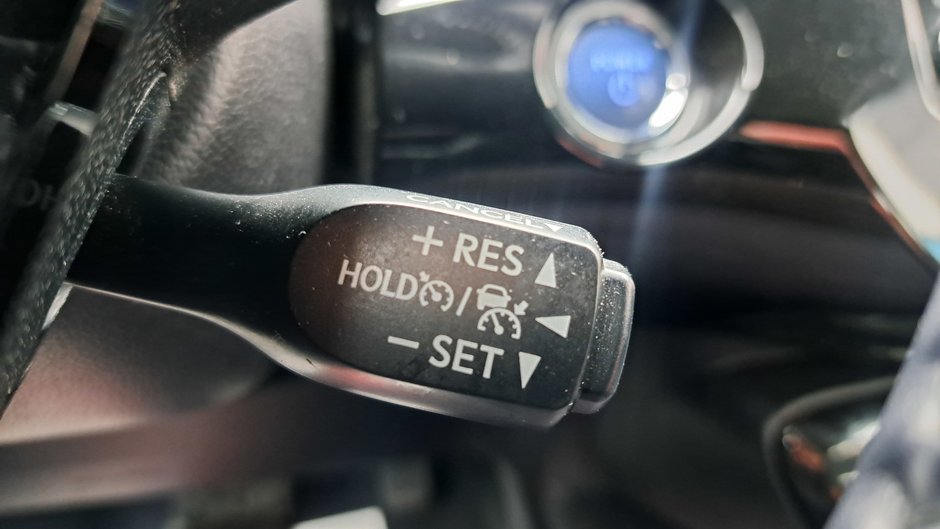 CANCEL
+ RES
HOLD /
- SET